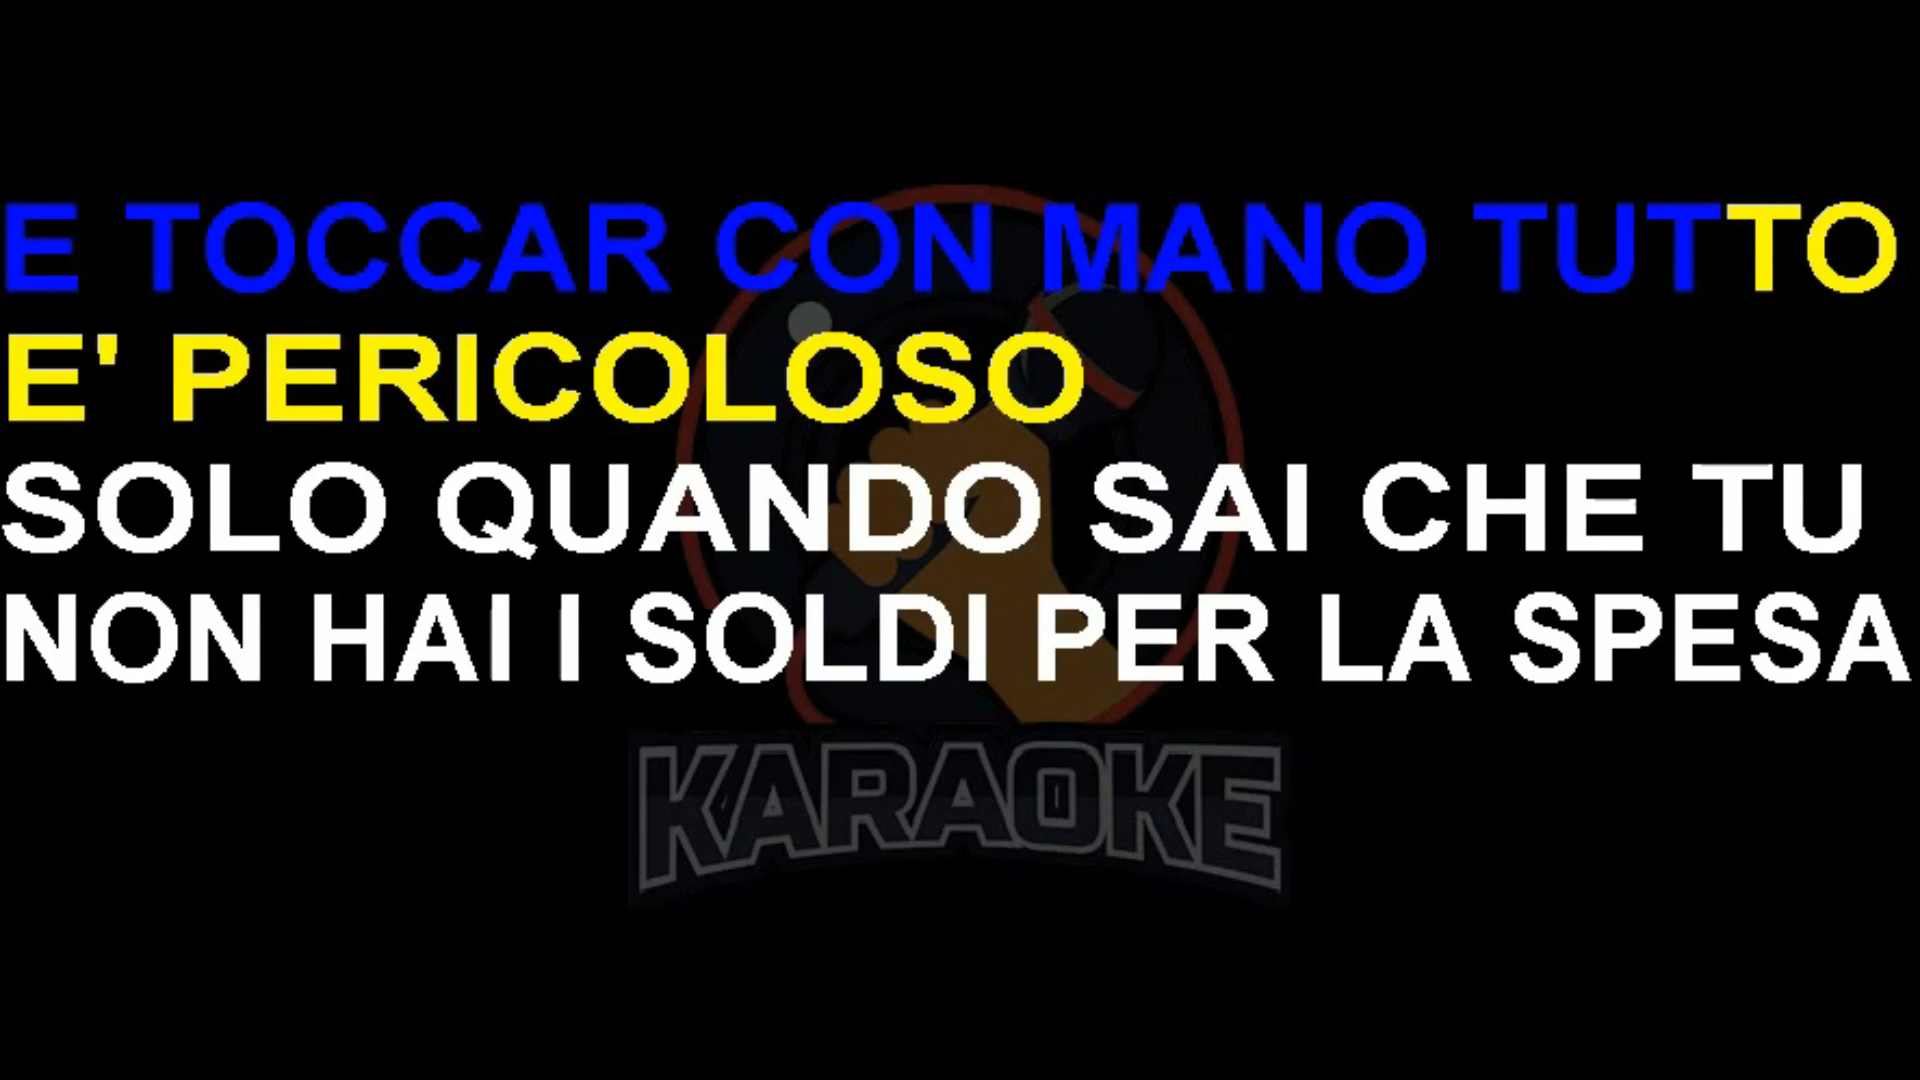 E TOCCAR CON MANO TUTTO
E' PERICOLOSO
SOLO QUANDO SAI CHE TU
NON HAI I SOLDI PER LA SPESA
KARAOKE